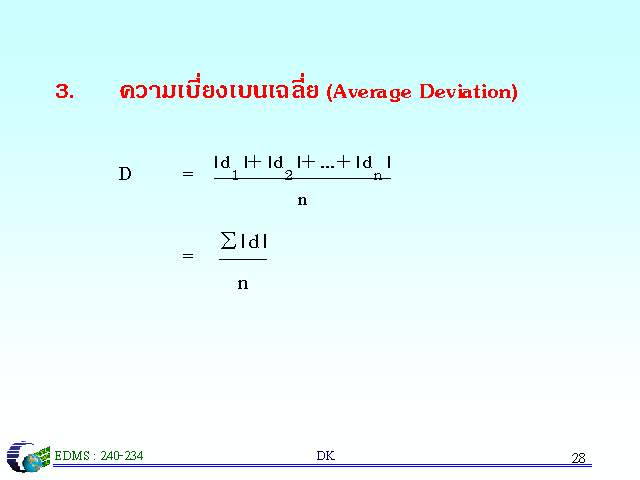 3. ความเบี่ยงเบนเฉลี่ย (Average Deviation)
D = |d1|+ |d2|+ ...+ |dn|
n
= ∑|d|
n
EDMS : 240-234 DK 28